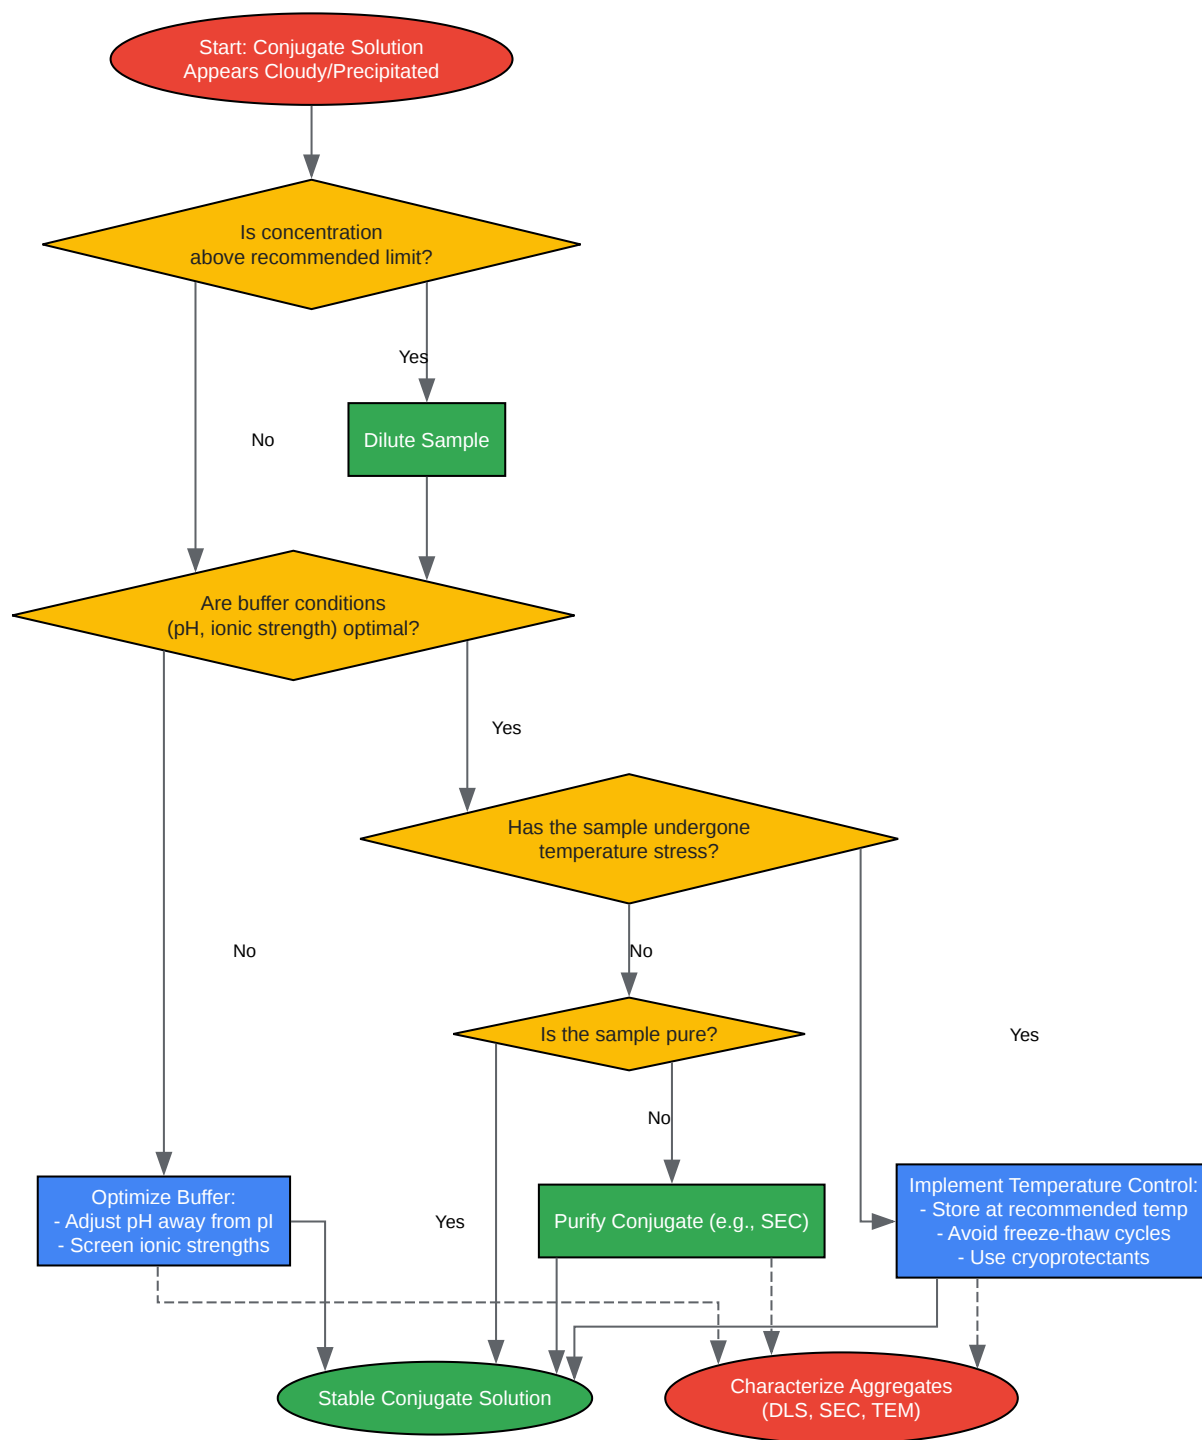 Start: Conjugate Solution
Appears Cloudy/Precipitated
Is concentration
above recommended limit?
Yes
No
Dilute Sample
Are buffer conditions
(pH, ionic strength) optimal?
Yes
Has the sample undergone
temperature stress?
No
No
Is the sample pure?
Yes
No
Optimize Buffer:
- Adjust pH away from pI
- Screen ionic strengths
Yes
Purify Conjugate (e.g., SEC)
Implement Temperature Control:
- Store at recommended temp
- Avoid freeze-thaw cycles
- Use cryoprotectants
Stable Conjugate Solution
Characterize Aggregates
(DLS, SEC, TEM)